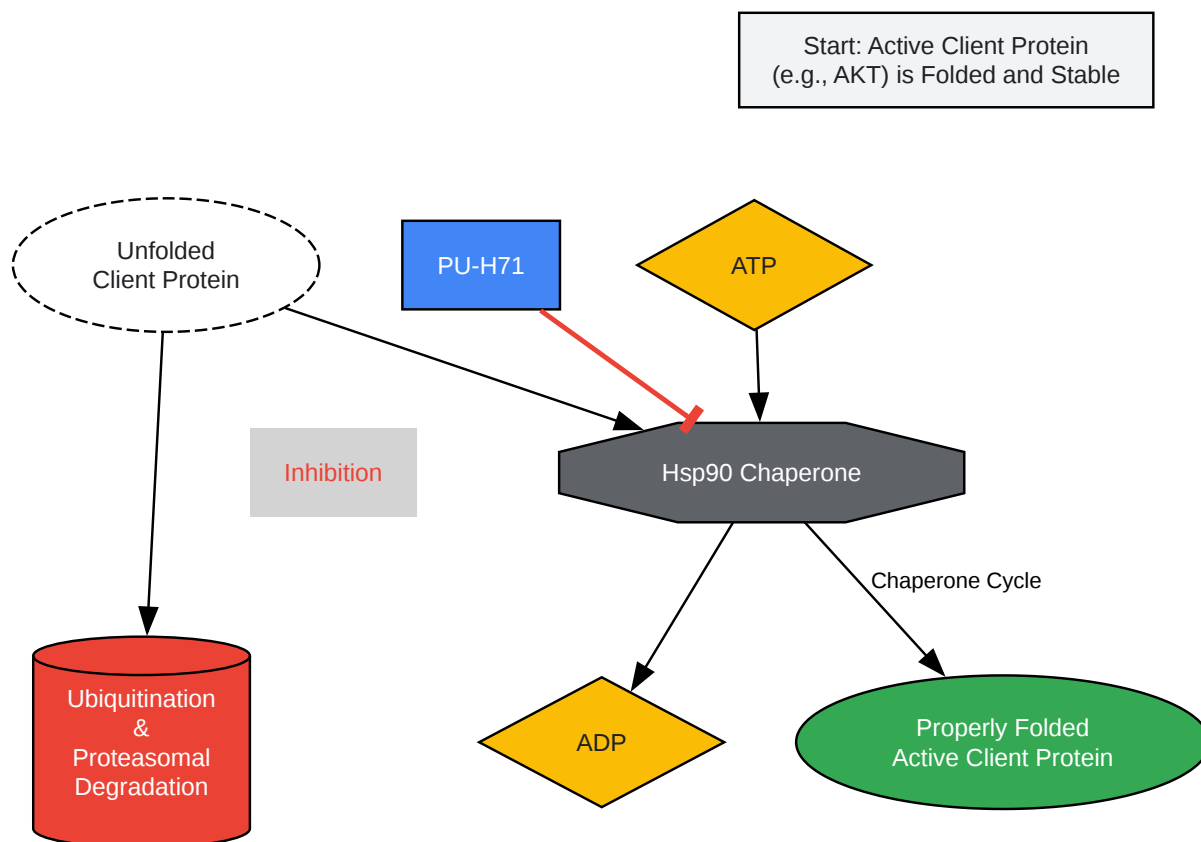 Start: Active Client Protein
(e.g., AKT) is Folded and Stable
Unfolded
Client Protein
PU-H71
ATP
Inhibition
Hsp90 Chaperone
Chaperone Cycle
Ubiquitination
&
Proteasomal
Degradation
ADP
Properly Folded
Active Client Protein